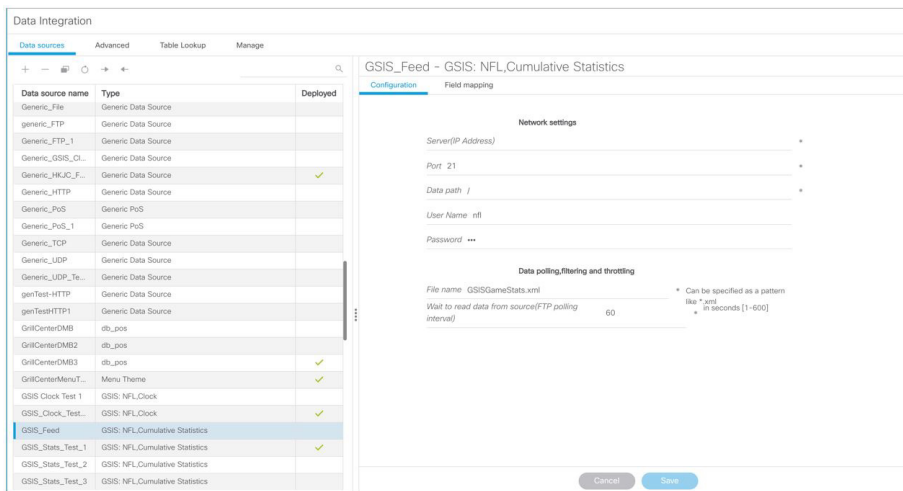 Data Integration
Data sources Advanced Table Lookup Manage
Data source name Type Deployed
Generic_File Generic Data Source
generic_FTP Generic Data Source
Generic_FTP_1 Generic Data Source
Generic_GSIS_Cl... Generic Data Source
Generic_HKJC_F... Generic Data Source
Generic_HTTP Generic Data Source
Generic_PoS Generic PoS
Generic_PoS_1 Generic PoS
Generic_TCP Generic Data Source
Generic_UDP Generic Data Source
Generic_UDP_Te... Generic Data Source
genTest-HTTP Generic Data Source
genTestHTTP1 Generic Data Source
GrillCenterDMB db_pos
GrillCenterDMB2 db_pos
GrillCenterDMB3 db_pos
GrillCenterMenuT... Menu Theme
GSIS Clock Test 1 GSIS: NFL,Clock
GSIS_Clock_Test... GSIS: NFL,Clock
GSIS_Feed GSIS: NFL,Cumulative Statistics
GSIS_Stats_Test_1 GSIS: NFL,Cumulative Statistics
GSIS_Stats_Test_2 GSIS: NFL,Cumulative Statistics
GSIS_Stats_Test_3 GSIS: NFL,Cumulative Statistics
GSIS_Feed - GSIS: NFL,Cumulative Statistics
Configuration Field mapping
Network settings
Server(IP Address) *
Port 21 *
Data path / *
User Name nfl
Password •••
Data polling,filtering and throttling
File name GSISGameStats.xml * Can be specified as a pattern
like *.xml
Wait to read data from source(FTP polling
interval() 60 * in seconds [1-600]
Cancel Save